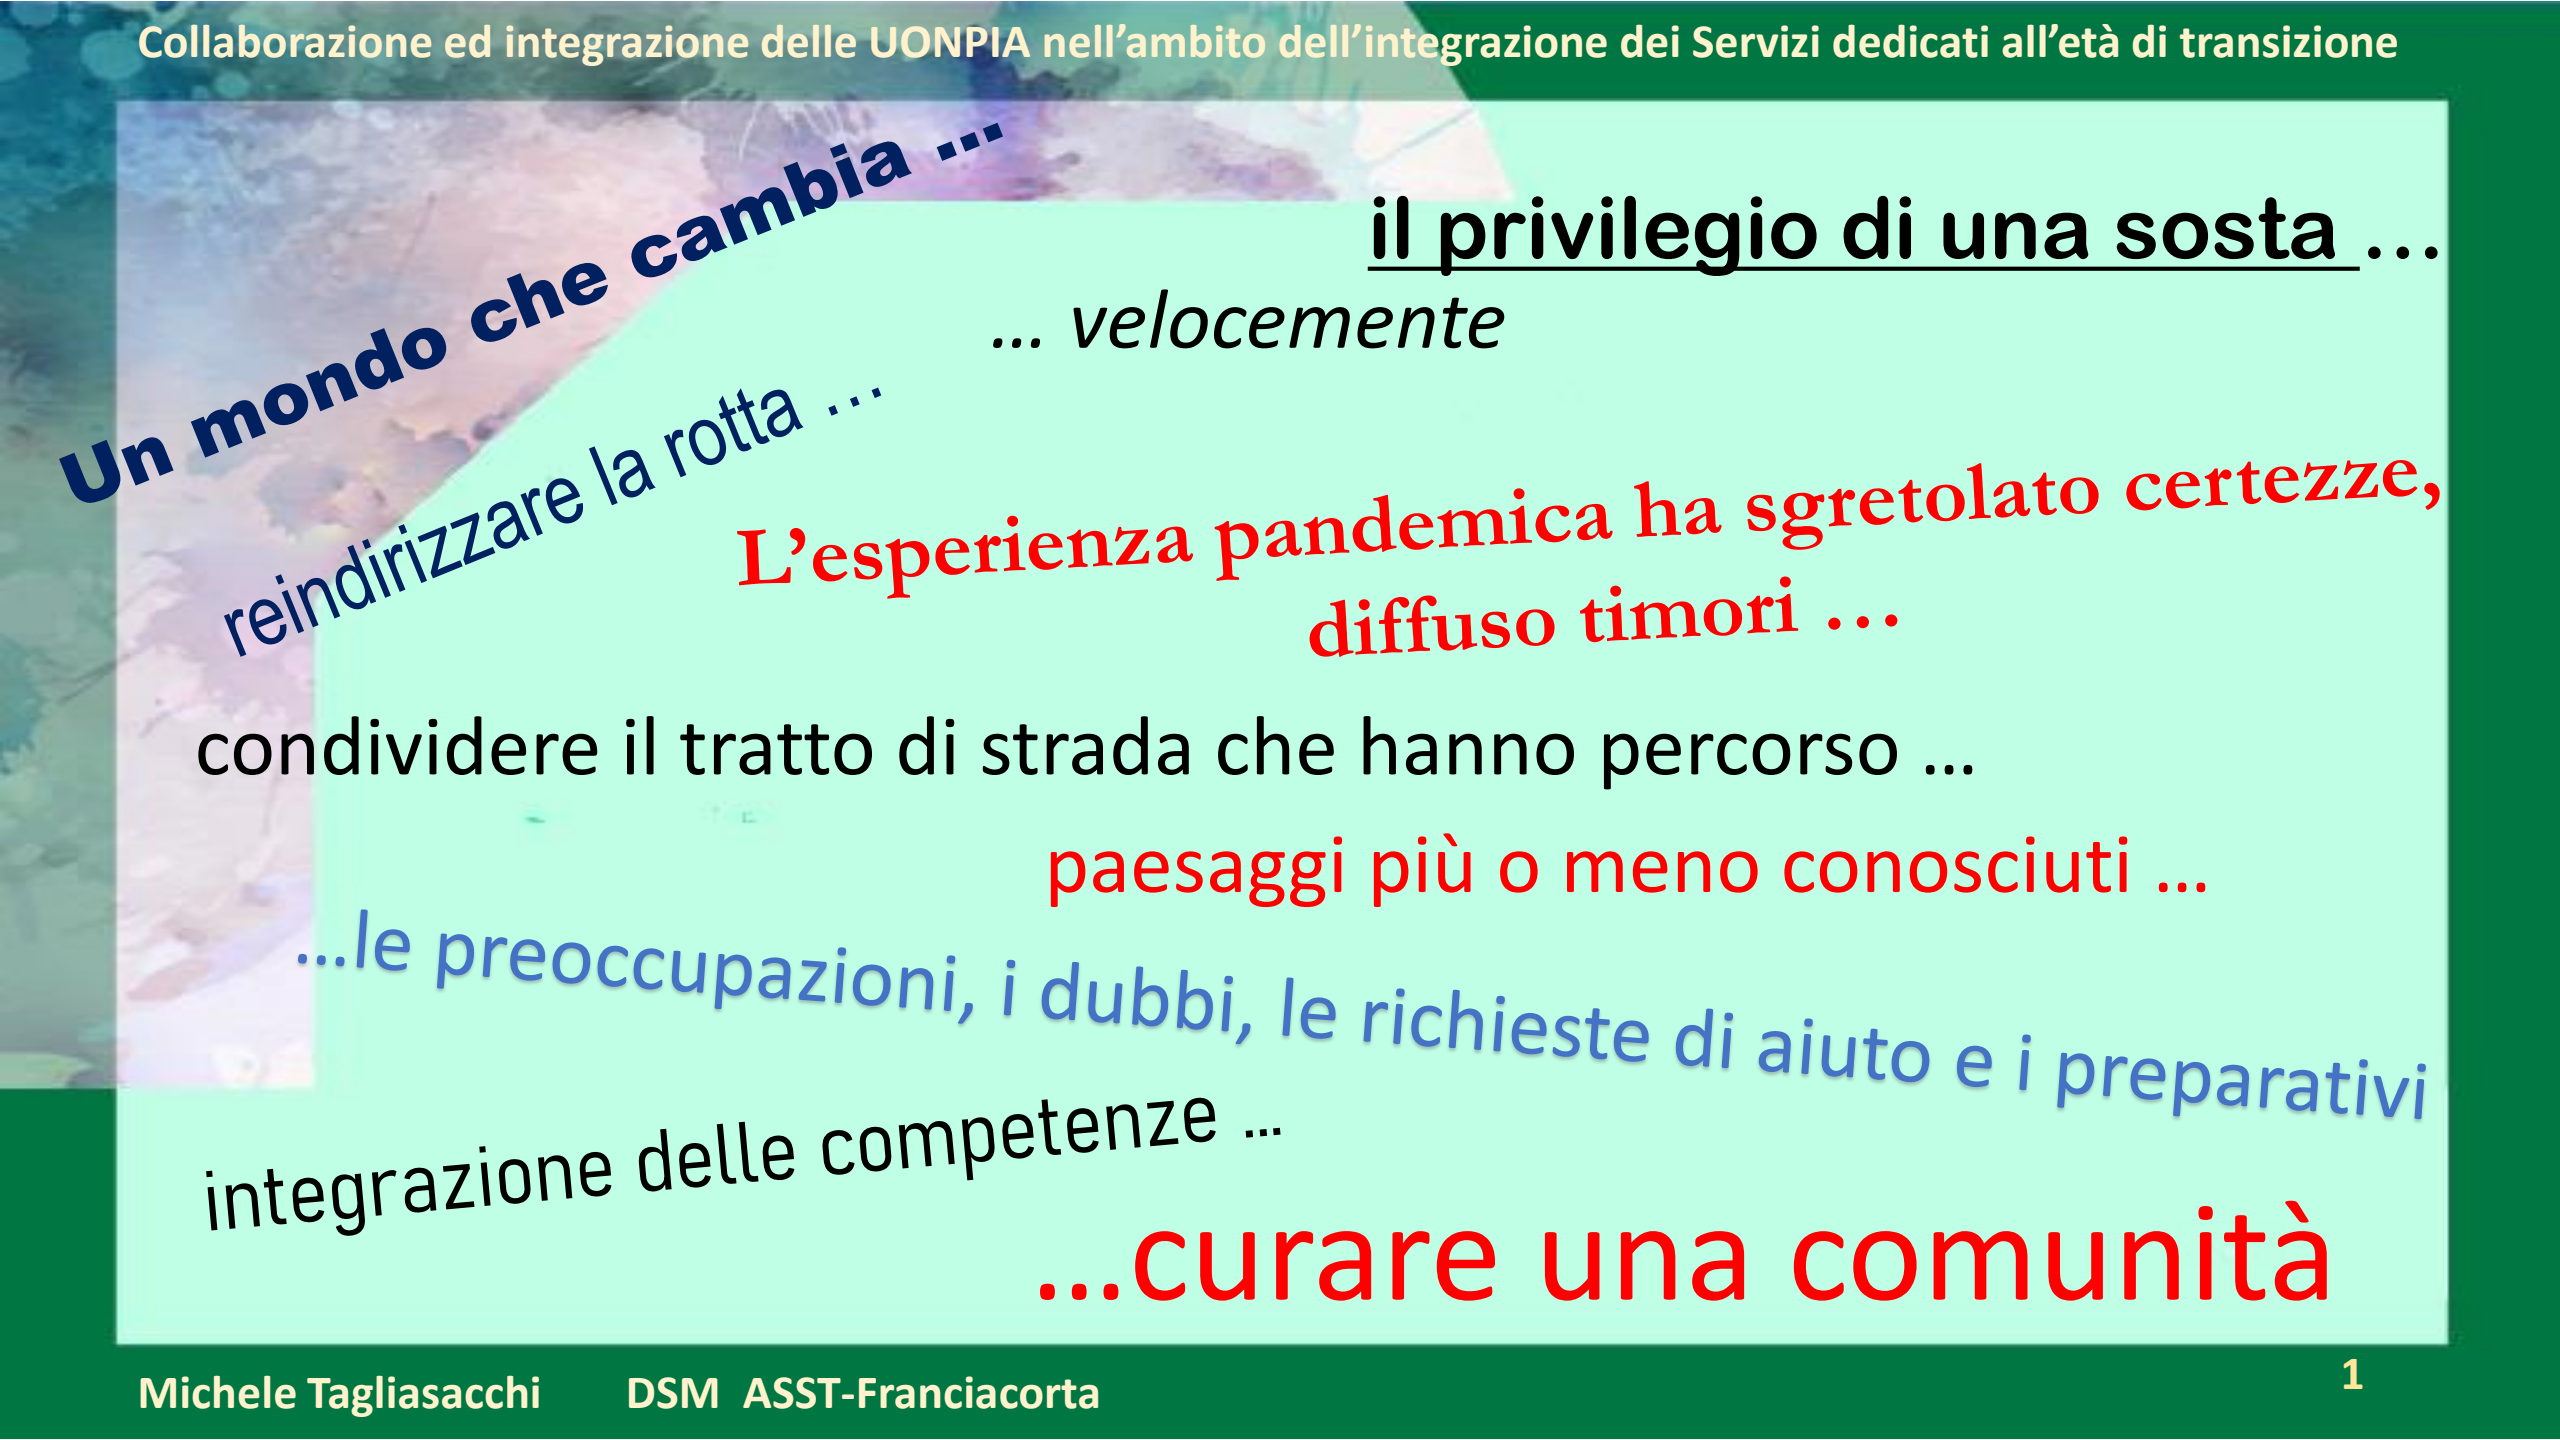 Collaborazione ed integrazione delle UONPIA nell’ambito dell’integrazione dei Servizi dedicati all’età di transizione
Un mondo che cambia ...
il privilegio di una sosta ...
... velocemente
reindirizzare la rotta ...
L’esperienza pandemica ha sgretolato certezze,
diffuso timori ...
condividere il tratto di strada che hanno percorso ...
paesaggi più o meno conosciuti ...
...le preoccupazioni, i dubbi, le richieste di aiuto e i preparativi
integrazione delle competenze ...
...curare una comunità
Michele Tagliasacchi DSM ASST-Franciacorta
1